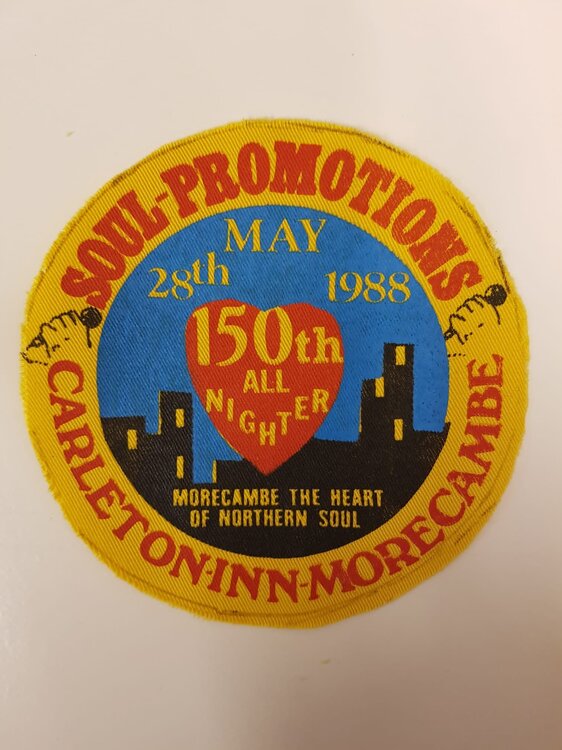 SOUL-PROMOTIONS
MAY
28th 1988
150th
ALL
NIGHTER
MORECAMBE THE HEART
OF NORTHERN SOUL
CARLETON-INN-MORECAMBE